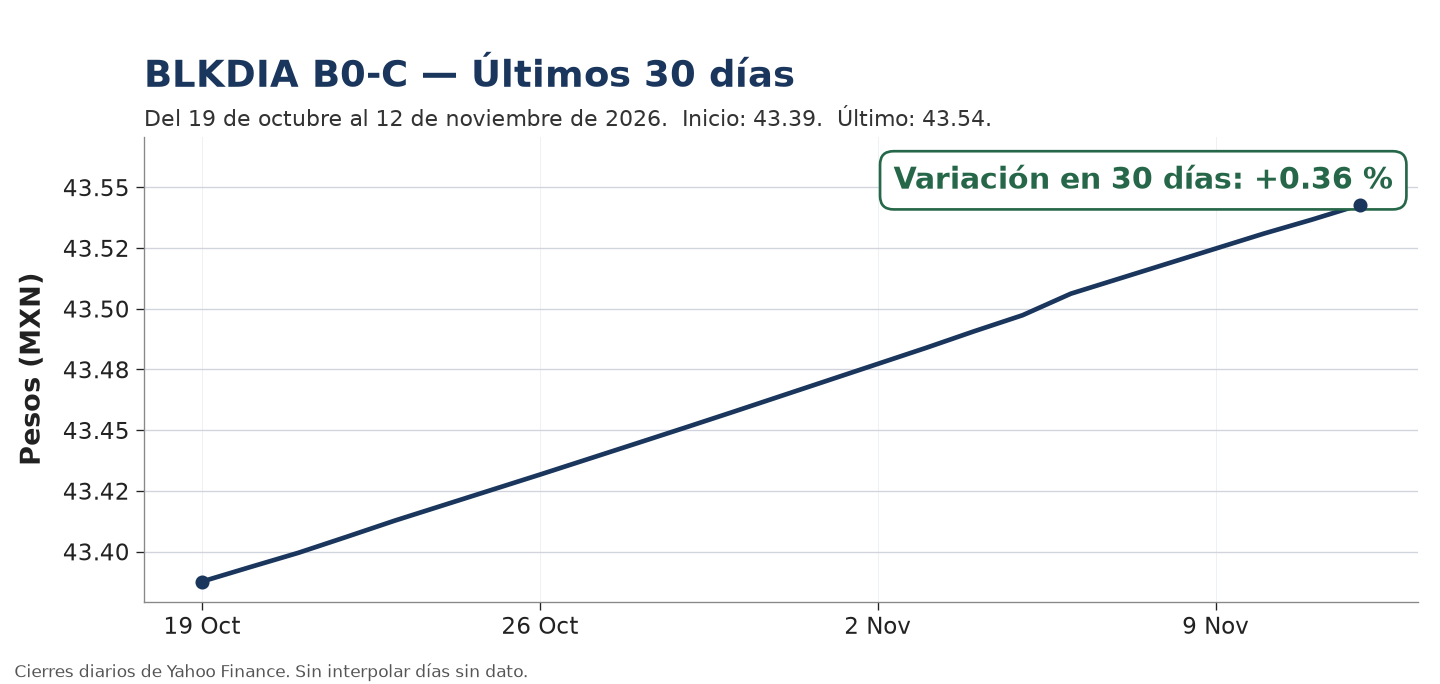 BLKDIA B0-C — Últimos 30 días
Del 19 de octubre al 12 de noviembre de 2026.  Inicio: 43.39.  Último: 43.54.
Variación en 30 días: +0.36 %
Pesos (MXN)
43.55
43.52
43.50
43.48
43.45
43.42
43.40
19 Oct
26 Oct
2 Nov
9 Nov
Cierres diarios de Yahoo Finance. Sin interpolar días sin dato.